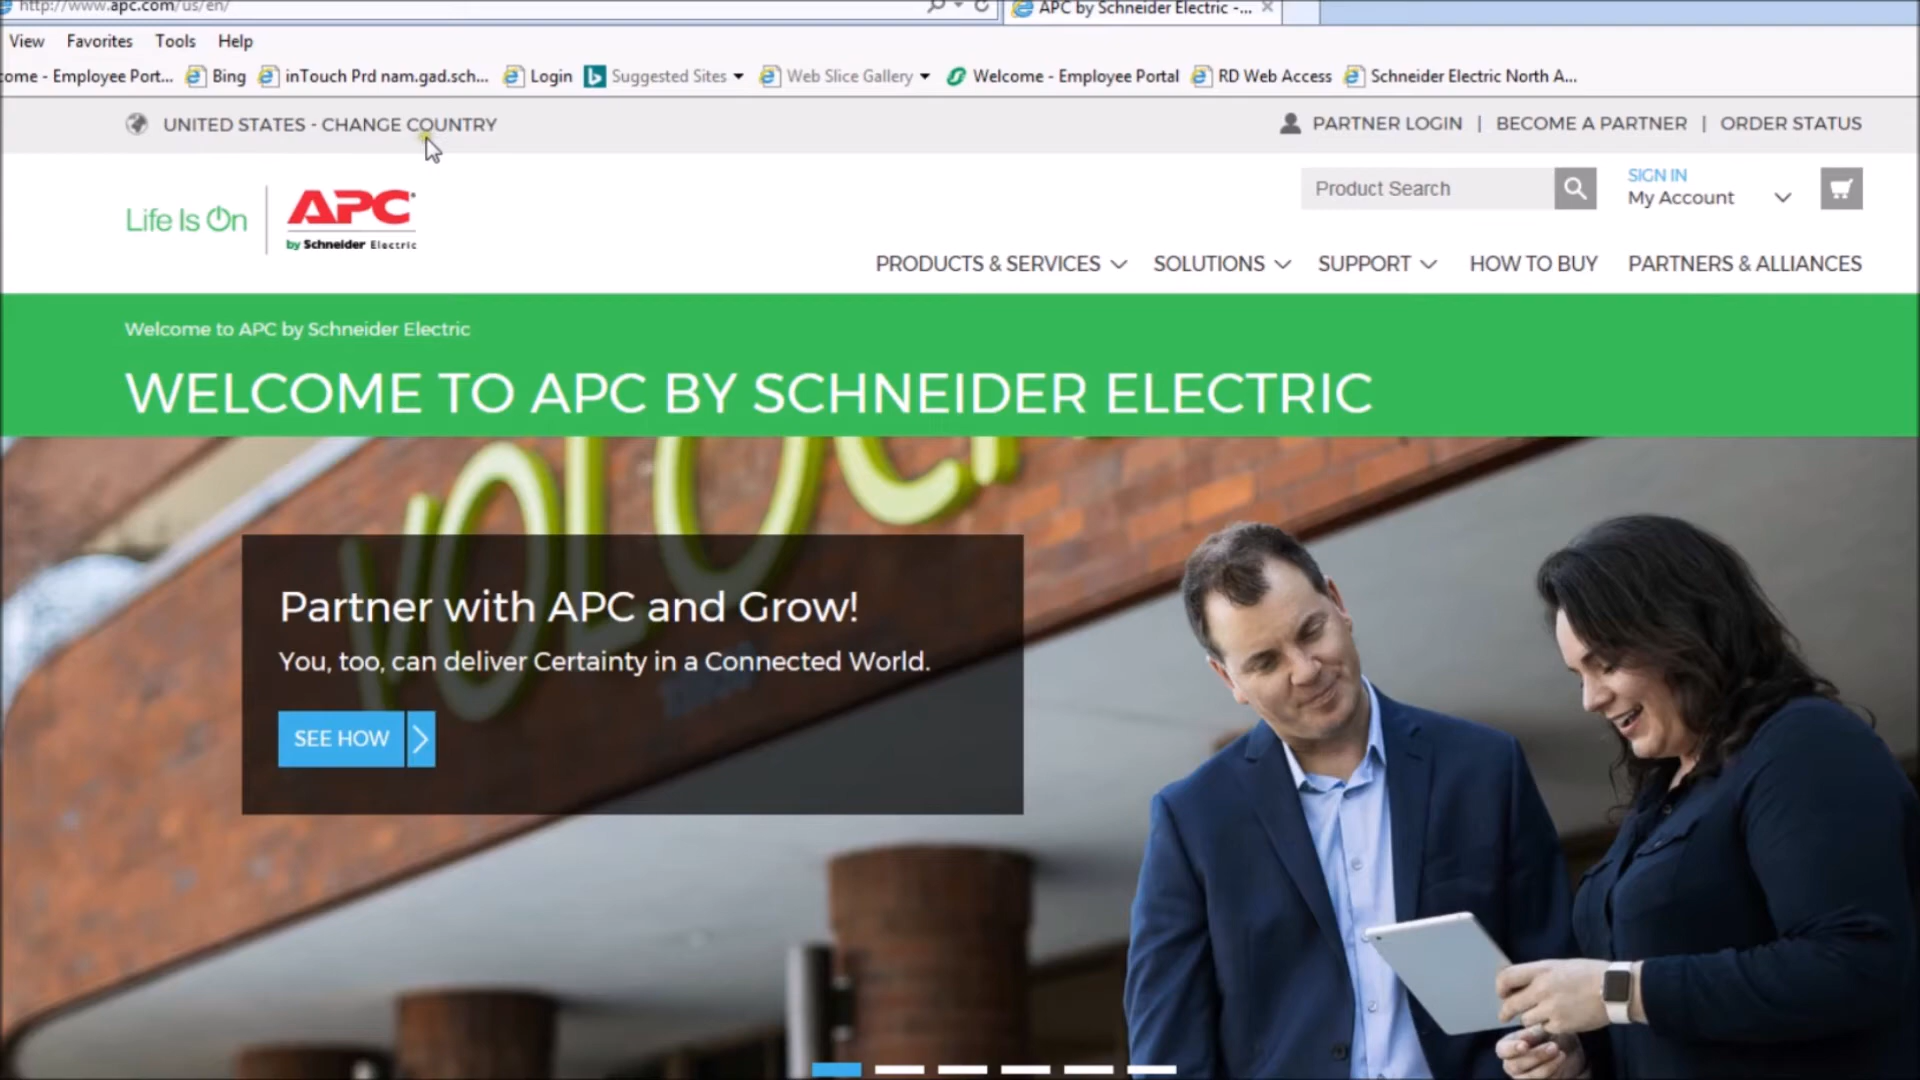 http://www.apc.com/us/en/
APC by Schneider Electric -...
View Favorites Tools Help
come - Employee Port... Bing inTouch Prd nam.gad.sch... Login Suggested Sites Web Slice Gallery Welcome - Employee Portal RD Web Access Schneider Electric North A...
UNITED STATES - CHANGE COUNTRY
PARTNER LOGIN | BECOME A PARTNER | ORDER STATUS
Life Is On
APC
by Schneider Electric
Product Search
SIGN IN
My Account
PRODUCTS & SERVICES SOLUTIONS SUPPORT HOW TO BUY PARTNERS & ALLIANCES
Welcome to APC by Schneider Electric
WELCOME TO APC BY SCHNEIDER ELECTRIC
Partner with APC and Grow!
You, too, can deliver Certainty in a Connected World.
SEE HOW